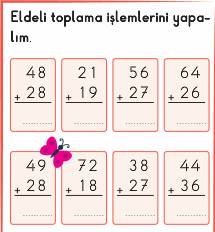 Eldeli toplama işlemlerini yapa-
lım.
48 21 56 64
+ 28 + 19 + 27 + 26
49 72 38 44
+ 28 + 18 + 27 + 36